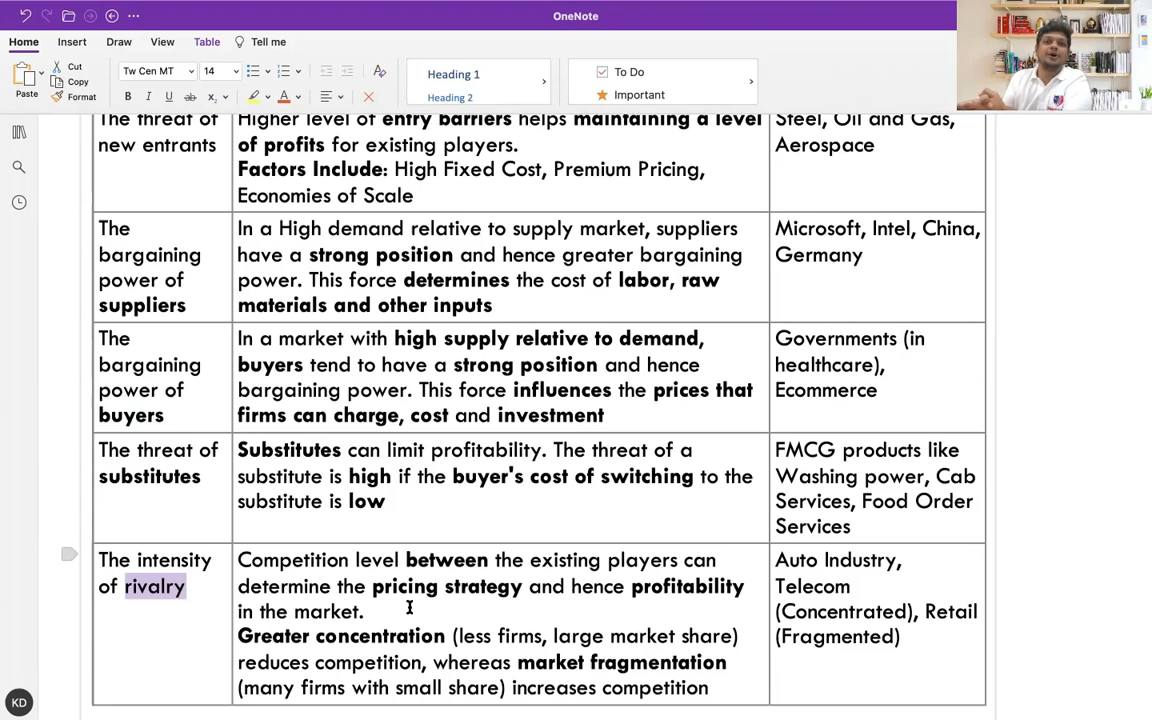 OneNote
Home Insert Draw View Table Tell me
Paste
Cut
Copy
Format
Tw Cen MT 14
B I U ab x₂ A
Heading 1
Heading 2
To Do
Important
The threat of
new entrants
Higher level of entry barriers helps maintaining a level
of profits for existing players.
Factors Include: High Fixed Cost, Premium Pricing,
Economies of Scale
Steel, Oil and Gas,
Aerospace
The
bargaining
power of
suppliers
In a High demand relative to supply market, suppliers
have a strong position and hence greater bargaining
power. This force determines the cost of labor, raw
materials and other inputs
Microsoft, Intel, China,
Germany
The
bargaining
power of
buyers
In a market with high supply relative to demand,
buyers tend to have a strong position and hence
bargaining power. This force influences the prices that
firms can charge, cost and investment
Governments (in
healthcare),
Ecommerce
The threat of
substitutes
Substitutes can limit profitability. The threat of a
substitute is high if the buyer's cost of switching to the
substitute is low
FMCG products like
Washing power, Cab
Services, Food Order
Services
The intensity
of rivalry
Competition level between the existing players can
determine the pricing strategy and hence profitability
in the market.
Greater concentration (less firms, large market share)
reduces competition, whereas market fragmentation
(many firms with small share) increases competition
Auto Industry,
Telecom
(Concentrated), Retail
(Fragmented)
KD